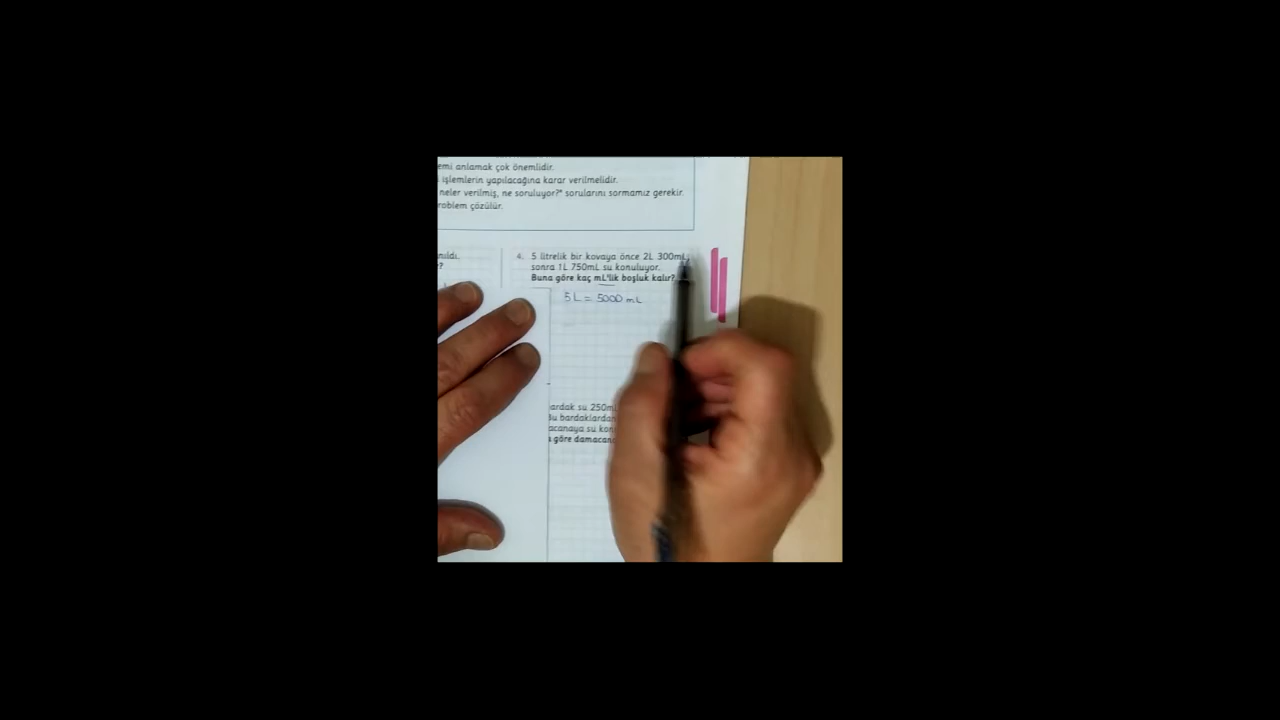 emi anlamak çok önemlidir.
işlemlerin yapılacağına karar verilmelidir.
neler verilmiş, ne soruluyor?" sorularını sormamız gerekir.
roblem çözülür.
nıldı.
?
4. 5 litrelik bir kovaya önce 2L 300mL,
sonra 1L 750mL su konuluyor.
Buna göre kaç mL'lik boşluk kalır?
5L = 5000 mL
ardak su 250ml
Bu bardaklardan
acanaya su kon
göre damacan